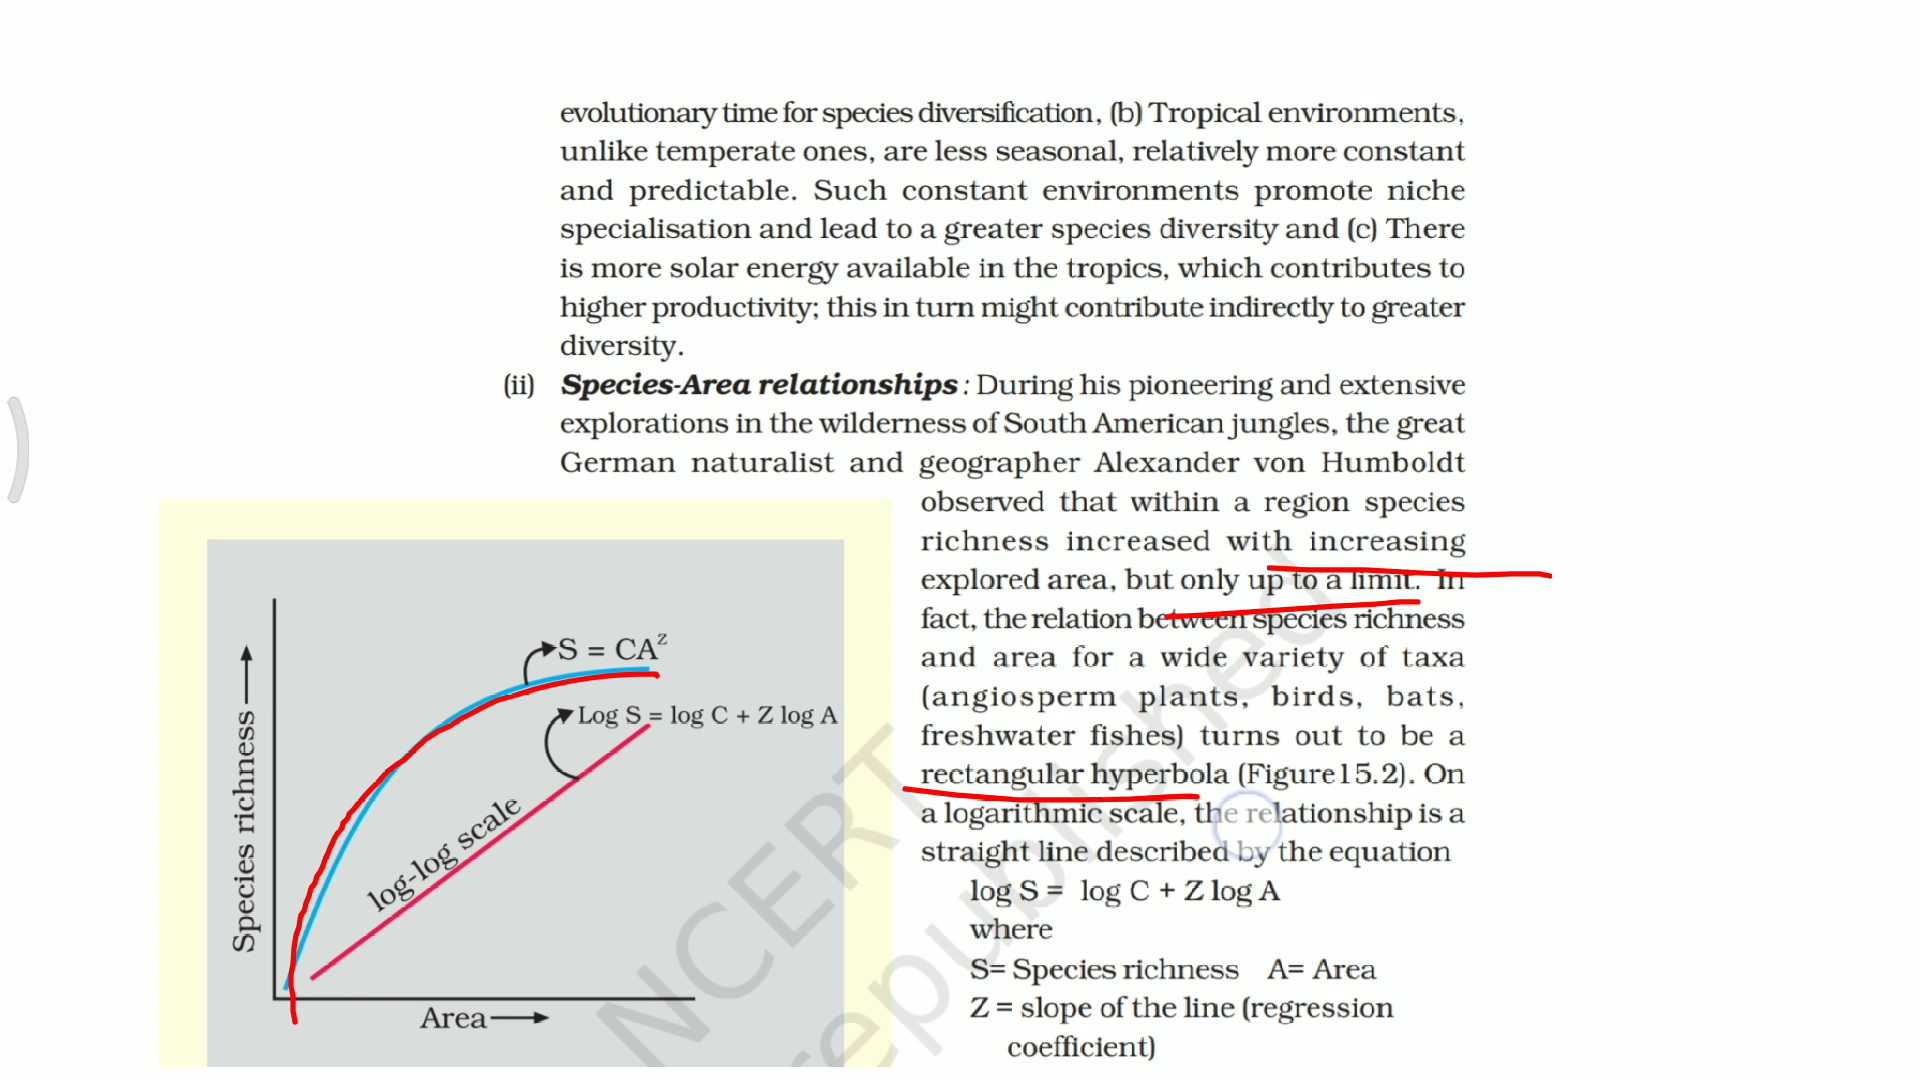 evolutionary time for species diversification, (b) Tropical environments,
unlike temperate ones, are less seasonal, relatively more constant
and predictable. Such constant environments promote niche
specialisation and lead to a greater species diversity and (c) There
is more solar energy available in the tropics, which contributes to
higher productivity; this in turn might contribute indirectly to greater
diversity.
(ii) Species-Area relationships : During his pioneering and extensive
explorations in the wilderness of South American jungles, the great
German naturalist and geographer Alexander von Humboldt
observed that within a region species
richness increased with increasing
explored area, but only up to a limit. In
fact, the relation between species richness
and area for a wide variety of taxa
(angiosperm plants, birds, bats,
freshwater fishes) turns out to be a
rectangular hyperbola (Figure15.2). On
a logarithmic scale, the relationship is a
straight line described by the equation
log S = log C + Z log A
where
S= Species richness A= Area
Z = slope of the line (regression
coefficient)
Species richness
S = CA^Z
Log S = log C + Z log A
log-log scale
Area
NCERT
republished